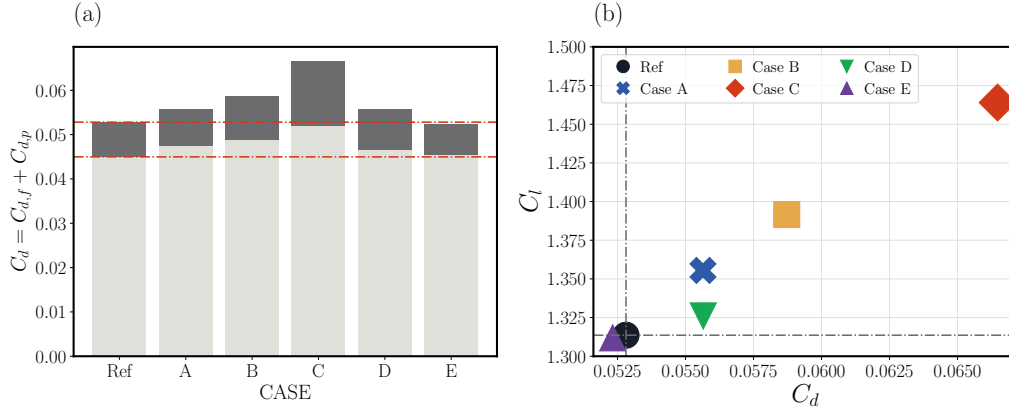 (a)
C_d = C_{d,f} + C_{d,p}
0.06
0.05
0.04
0.03
0.02
0.01
0.00
Ref A B C D E
CASE
(b)
C_l
1.500
1.475
1.450
1.425
1.400
1.375
1.350
1.325
1.300
Ref Case B Case D
Case A Case C Case E
0.0525 0.0550 0.0575 0.0600 0.0625 0.0650
C_d